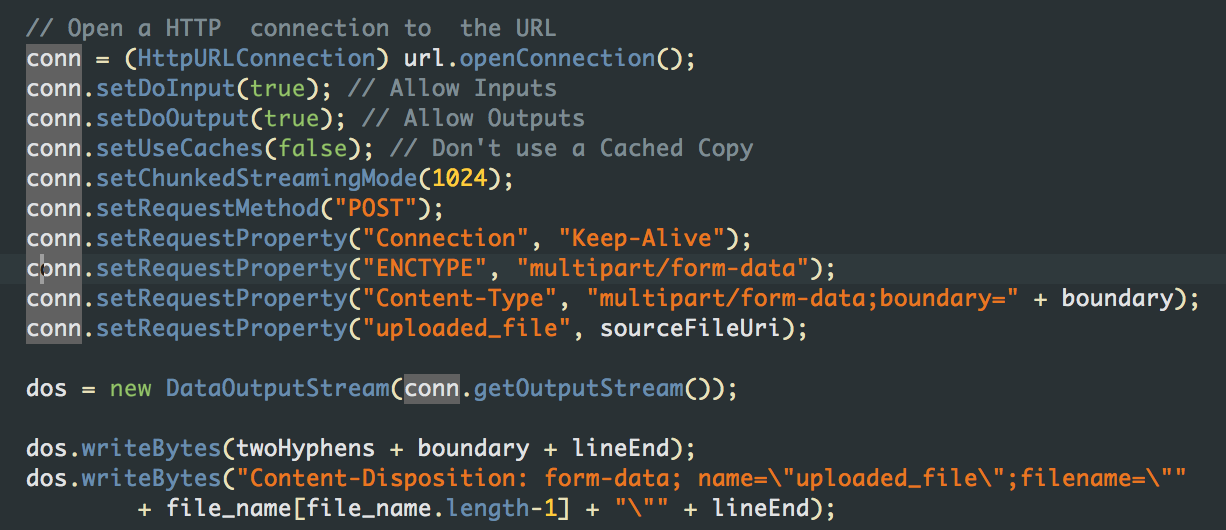 // Open a HTTP  connection to  the URL
conn = (HttpURLConnection) url.openConnection();
conn.setDoInput(true); // Allow Inputs
conn.setDoOutput(true); // Allow Outputs
conn.setUseCaches(false); // Don't use a Cached Copy
conn.setChunkedStreamingMode(1024);
conn.setRequestMethod("POST");
conn.setRequestProperty("Connection", "Keep-Alive");
conn.setRequestProperty("ENCTYPE", "multipart/form-data");
conn.setRequestProperty("Content-Type", "multipart/form-data;boundary=" + boundary);
conn.setRequestProperty("uploaded_file", sourceFileUri);
dos = new DataOutputStream(conn.getOutputStream());
dos.writeBytes(twoHyphens + boundary + lineEnd);
dos.writeBytes("Content-Disposition: form-data; name=\"uploaded_file\";filename=\""
        + file_name[file_name.length-1] + "\"" + lineEnd);